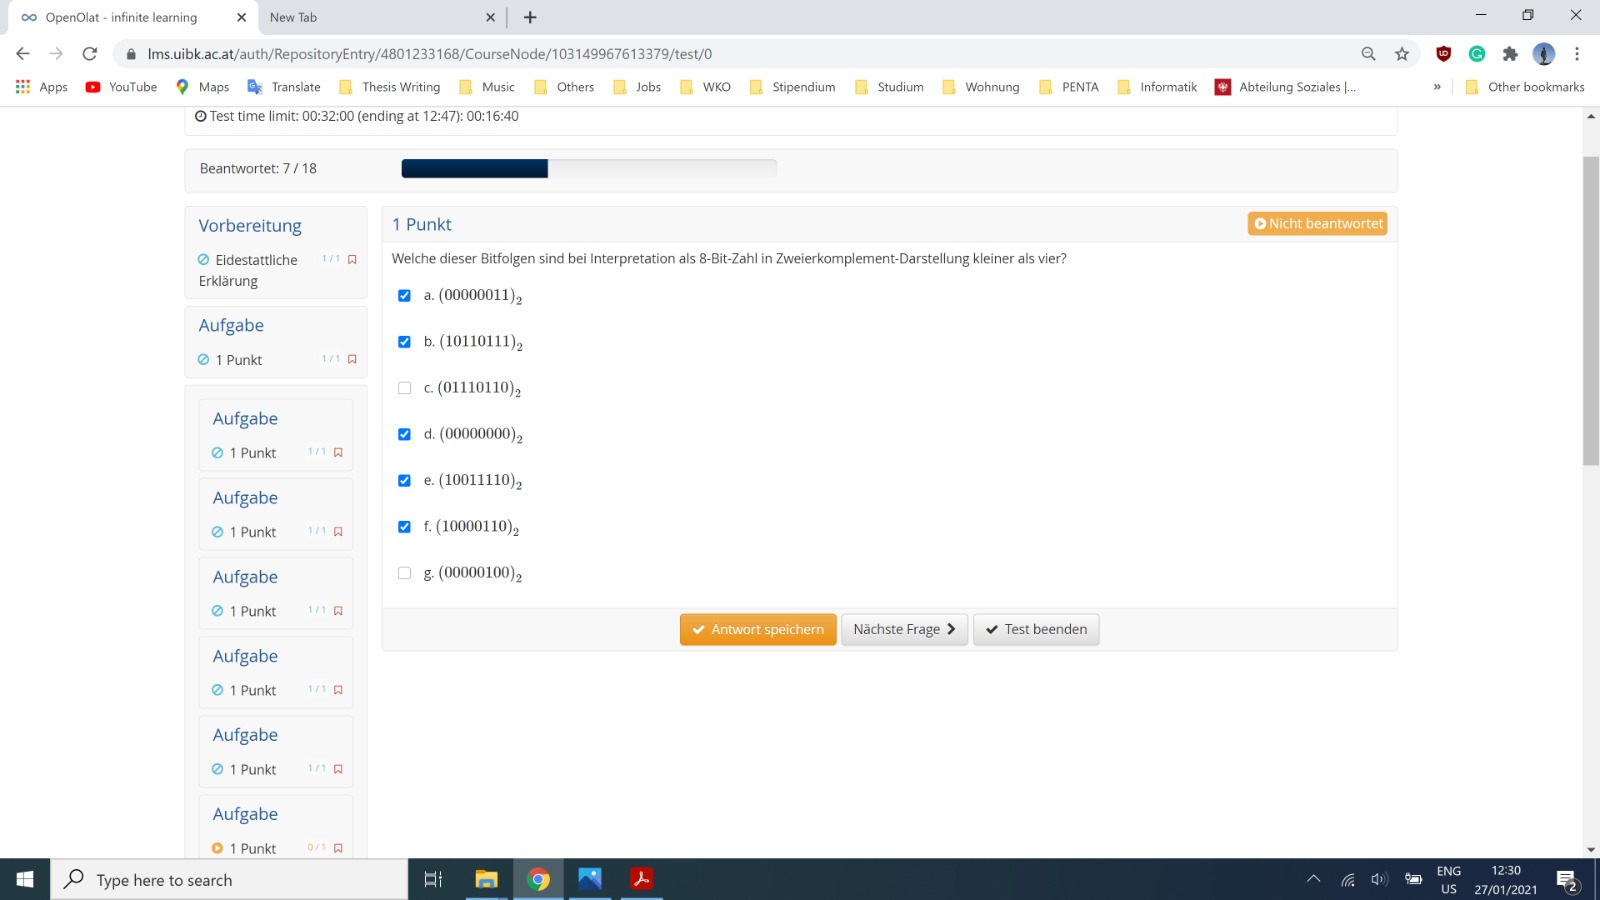 OpenOlat - infinite learning
New Tab
lms.uibk.ac.at/auth/RepositoryEntry/4801233168/CourseNode/103149967613379/test/0
Apps YouTube Maps Translate Thesis Writing Music Others Jobs WKO Stipendium Studium Wohnung PENTA Informatik Abteilung Soziales |... » Other bookmarks
Test time limit: 00:32:00 (ending at 12:47): 00:16:40
Beantwortet: 7 / 18
Vorbereitung
Eidestattliche 1 / 1
Erklärung
Aufgabe
1 Punkt 1 / 1
Aufgabe
1 Punkt 1 / 1
Aufgabe
1 Punkt 1 / 1
Aufgabe
1 Punkt 1 / 1
Aufgabe
1 Punkt 1 / 1
Aufgabe
1 Punkt 1 / 1
Aufgabe
1 Punkt 0 / 1
1 Punkt
Nicht beantwortet
Welche dieser Bitfolgen sind bei Interpretation als 8-Bit-Zahl in Zweierkomplement-Darstellung kleiner als vier?
a. (00000011)₂
b. (10110111)₂
c. (01110110)₂
d. (00000000)₂
e. (10011110)₂
f. (10000110)₂
g. (00000100)₂
Antwort speichern Nächste Frage Test beenden
Type here to search
ENG
US
12:30
27/01/2021
2